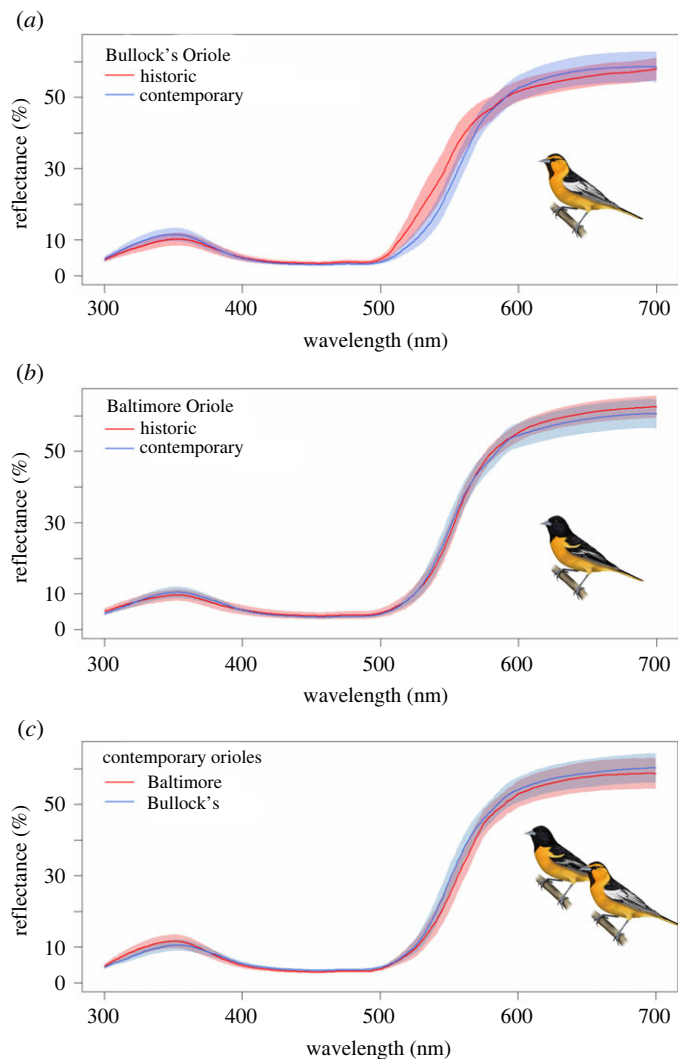 (a)
Bullock's Oriole
historic
contemporary
50
30
10
0
reflectance (%)
300 400 500 600 700
wavelength (nm)
(b)
Baltimore Oriole
historic
contemporary
50
30
10
0
reflectance (%)
300 400 500 600 700
wavelength (nm)
(c)
contemporary orioles
Baltimore
Bullock's
50
30
10
0
reflectance (%)
300 400 500 600 700
wavelength (nm)